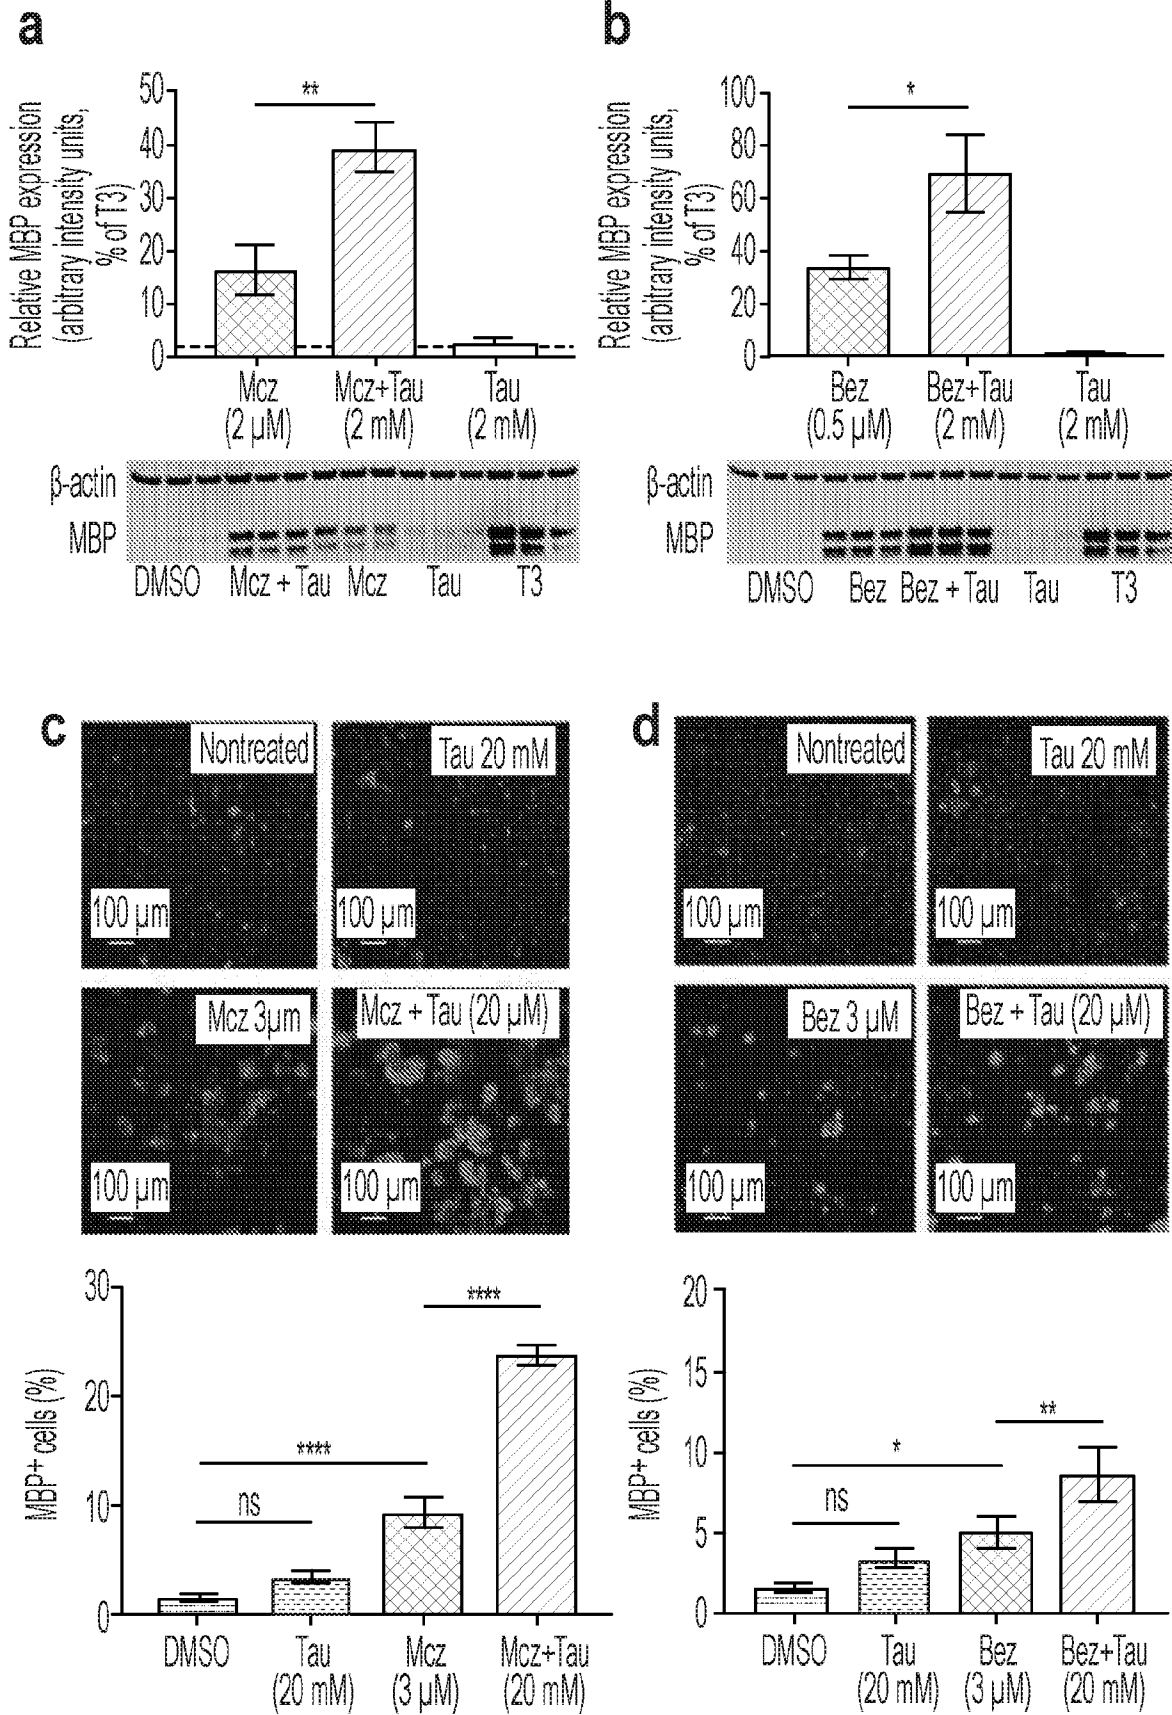 a
Relative MBP expression
(arbitrary intensity units,
% of T3)
50
40
30
20
10
0
**
Mcz
(2 µM)
Mcz+Tau
(2 mM)
Tau
(2 mM)
β-actin
MBP
DMSO Mcz + Tau Mcz Tau T3
b
Relative MBP expression
(arbitrary intensity units,
% of T3)
100
80
60
40
20
0
*
Bez
(0.5 µM)
Bez+Tau
(2 mM)
Tau
(2 mM)
β-actin
MBP
DMSO Bez Bez + Tau Tau T3
c
Nontreated
100 µm
Tau 20 mM
100 µm
Mcz 3µm
100 µm
Mcz + Tau (20 µM)
100 µm
MBP+ cells (%)
30
20
10
0
ns
****
****
DMSO
Tau
(20 mM)
Mcz
(3 µM)
Mcz+Tau
(20 mM)
d
Nontreated
100 µm
Tau 20 mM
100 µm
Bez 3 µM
100 µm
Bez + Tau (20 µM)
100 µm
MBP+ cells (%)
20
15
10
5
0
ns
*
**
DMSO
Tau
(20 mM)
Bez
(3 µM)
Bez+Tau
(20 mM)